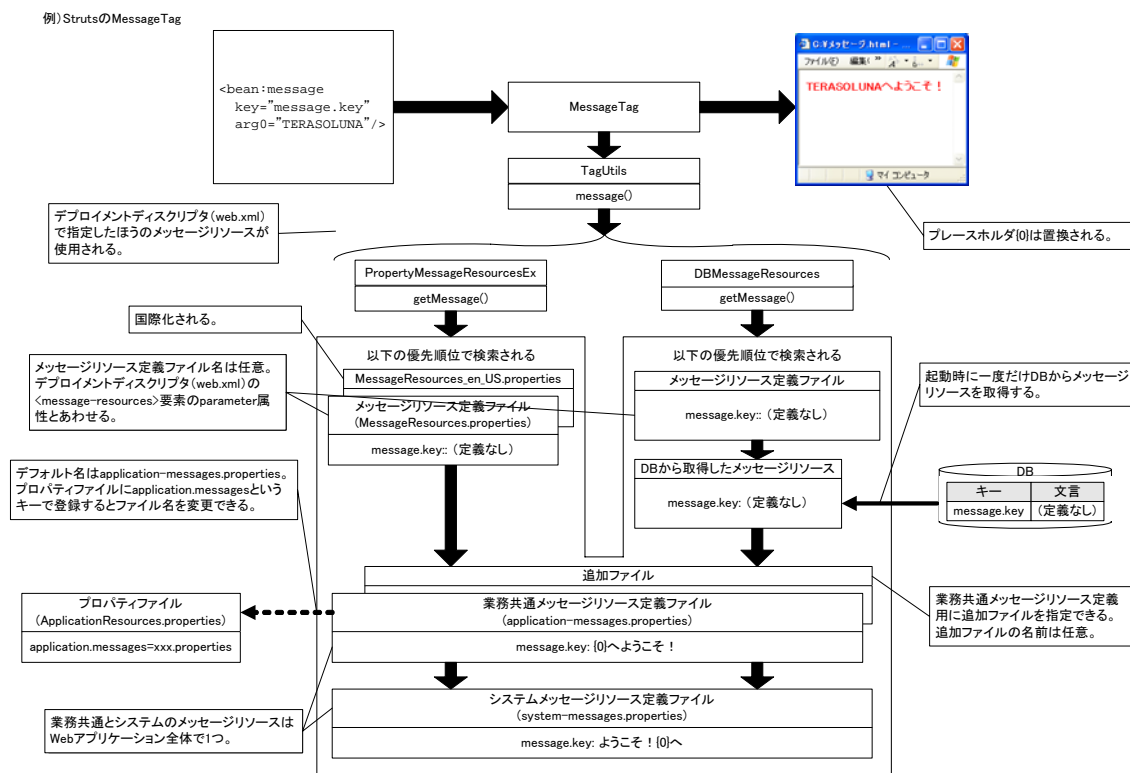 例)StrutsのMessageTag
<bean:message
key="message.key"
arg0="TERASOLUNA"/>
MessageTag
TagUtils
message()
G:¥メッセージ.html - ...
ファイル(F) 編集(
TERASOLUNAへようこそ！
マイ コンピュータ
デプロイメントディスクリプタ(web.xml)
で指定したほうのメッセージリソースが
使用される。
プレースホルダ{0}は置換される。
PropertyMessageResourcesEx
getMessage()
DBMessageResources
getMessage()
国際化される。
以下の優先順位で検索される
以下の優先順位で検索される
メッセージリソース定義ファイル名は任意。
デプロイメントディスクリプタ(web.xml)の
<message-resources>要素のparameter属
性とあわせる。
MessageResources_en_US.properties
メッセージリソース定義ファイル
(MessageResources.properties)
message.key:: (定義なし)
メッセージリソース定義ファイル
message.key:: (定義なし)
起動時に一度だけDBからメッセージ
リソースを取得する。
DBから取得したメッセージリソース
message.key: (定義なし)
DB
キー 文言
message.key (定義なし)
デフォルト名はapplication-messages.properties。
プロパティファイルにapplication.messagesという
キーで登録するとファイル名を変更できる。
追加ファイル
業務共通メッセージリソース定義ファイル
(application-messages.properties)
message.key: {0}へようこそ！
プロパティファイル
(ApplicationResources.properties)
application.messages=xxx.properties
業務共通メッセージリソース定義
用に追加ファイルを指定できる。
追加ファイルの名前は任意。
システムメッセージリソース定義ファイル
(system-messages.properties)
message.key: ようこそ！{0}へ
業務共通とシステムのメッセージリソースは
Webアプリケーション全体で1つ。